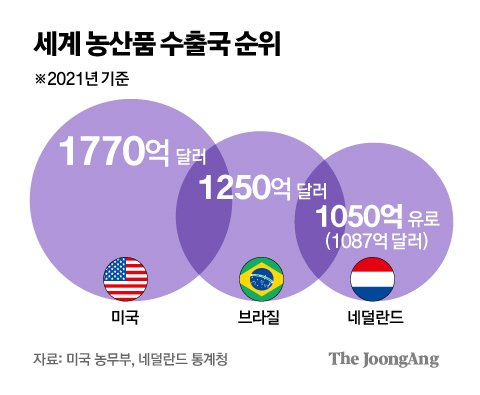 세계 농산품 수출국 순위
※2021년 기준
1770억 달러
1250억 달러
1050억 유로
(1087억 달러)
미국
브라질
네덜란드
자료: 미국 농무부, 네덜란드 통계청
The JoongAng